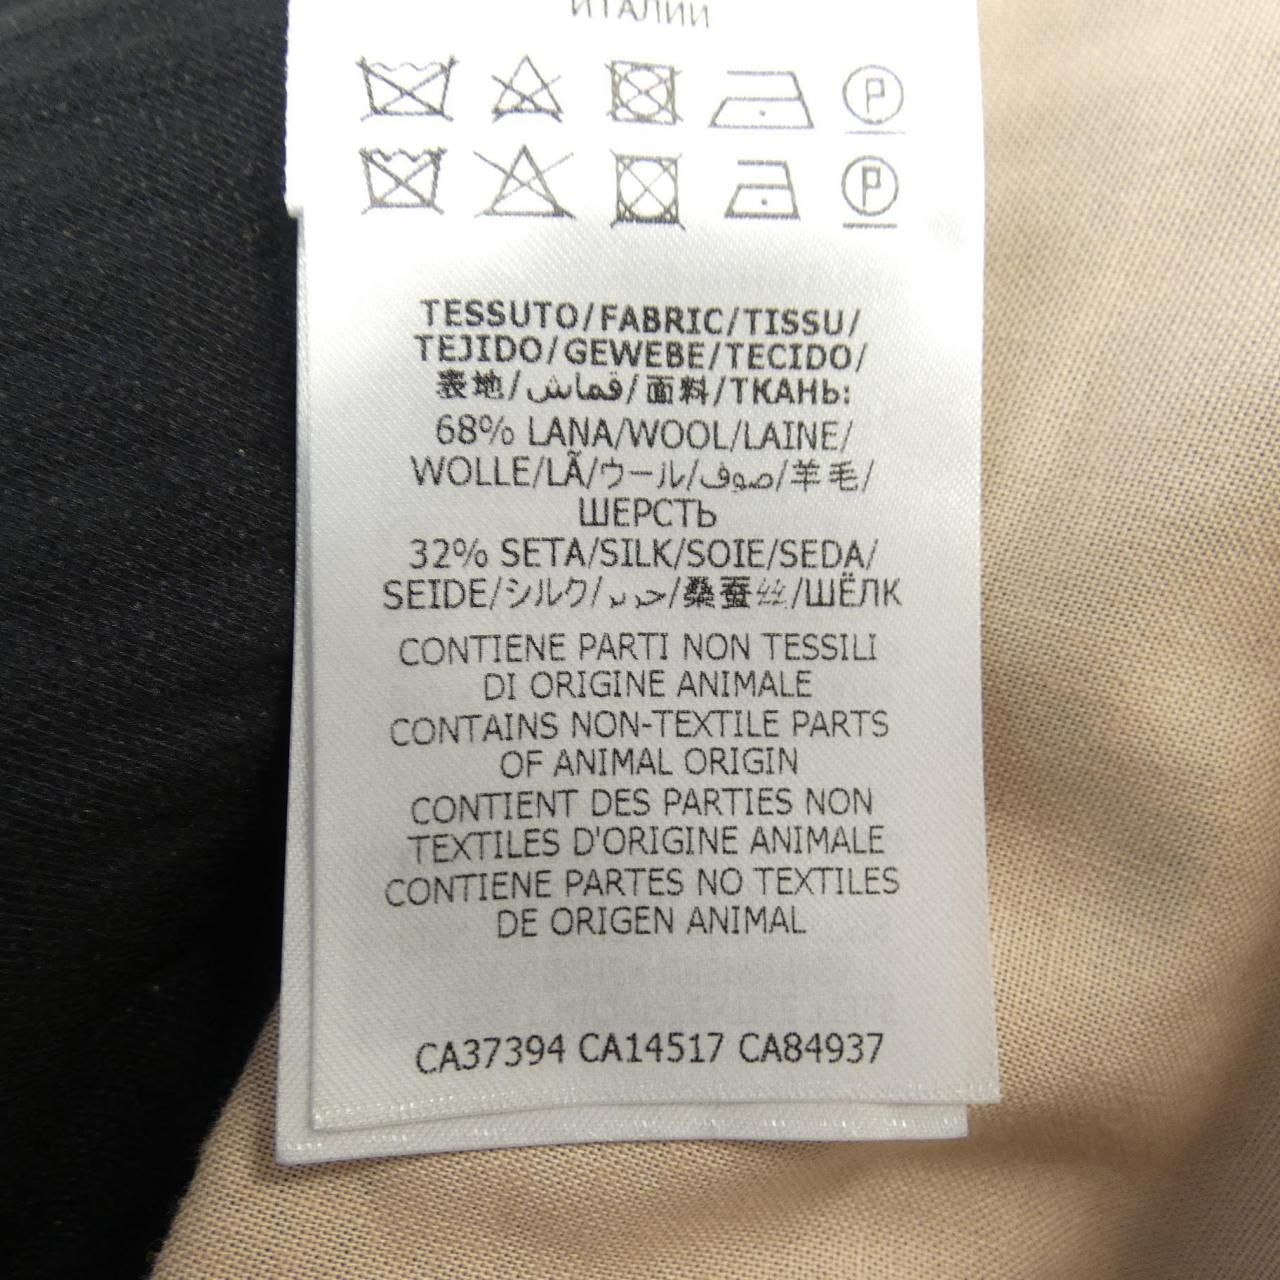 ИТАЛИИ
TESSUTO/FABRIC/TISSU/
TEJIDO/GEWEBE/TECIDO/
表地/قماش/面料/ТКАНЬ:
68% LANA/WOOL/LAINE/
WOLLE/LÃ/ウール/صوف/羊毛/
ШЕРСТЬ
32% SETA/SILK/SOIE/SEDA/
SEIDE/シルク/حرير/桑蚕丝/ШЁЛК
CONTIENE PARTI NON TESSILI
DI ORIGINE ANIMALE
CONTAINS NON-TEXTILE PARTS
OF ANIMAL ORIGIN
CONTIENT DES PARTIES NON
TEXTILES D'ORIGINE ANIMALE
CONTIENE PARTES NO TEXTILES
DE ORIGEN ANIMAL
CA37394 CA14517 CA84937